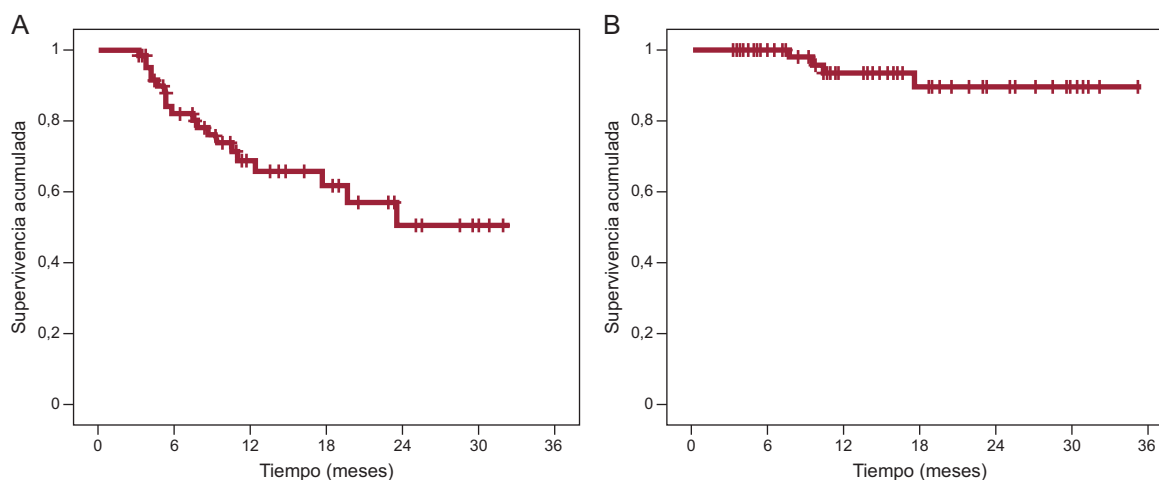 A
Supervivencia acumulada
1
0,8
0,6
0,4
0,2
0
0 6 12 18 24 30 36
Tiempo (meses)
B
Supervivencia acumulada
1
0,8
0,6
0,4
0,2
0
0 6 12 18 24 30 36
Tiempo (meses)